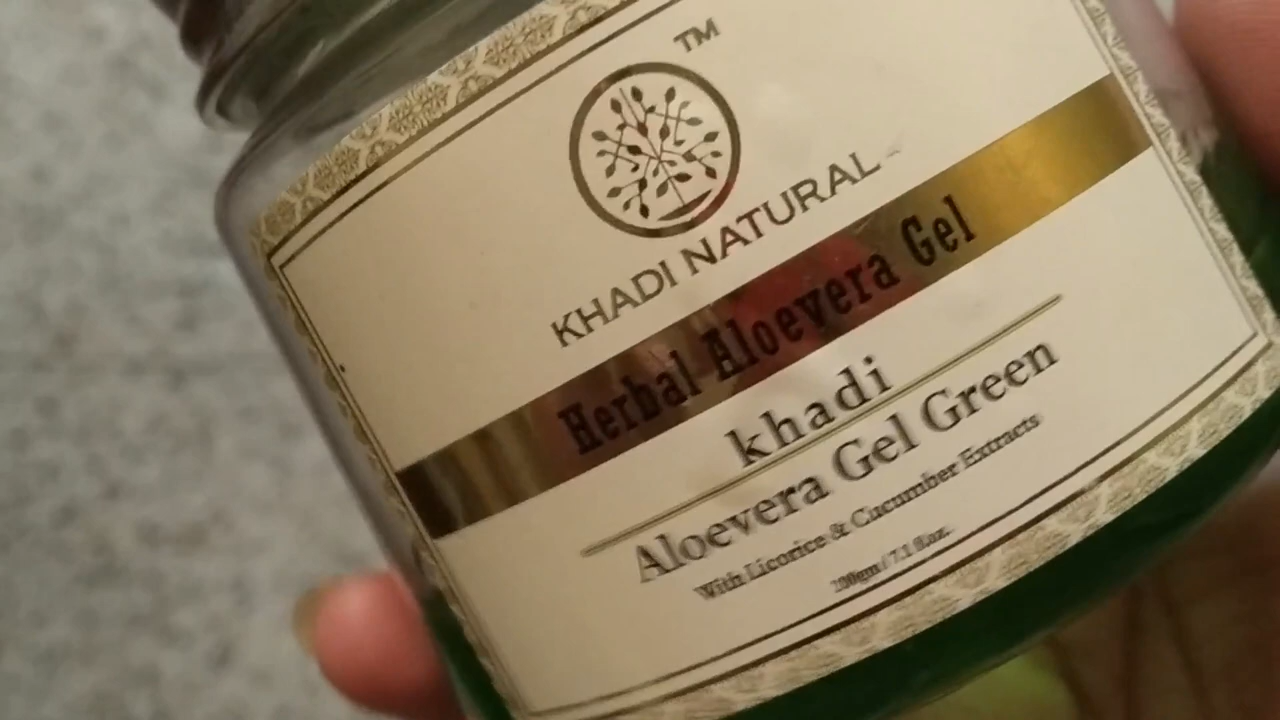 TM
KHADI NATURAL
Herbal Aloevera Gel
khadi
Aloevera Gel Green
With Licorice & Cucumber Extracts
200gm / 7.1 fl.oz.